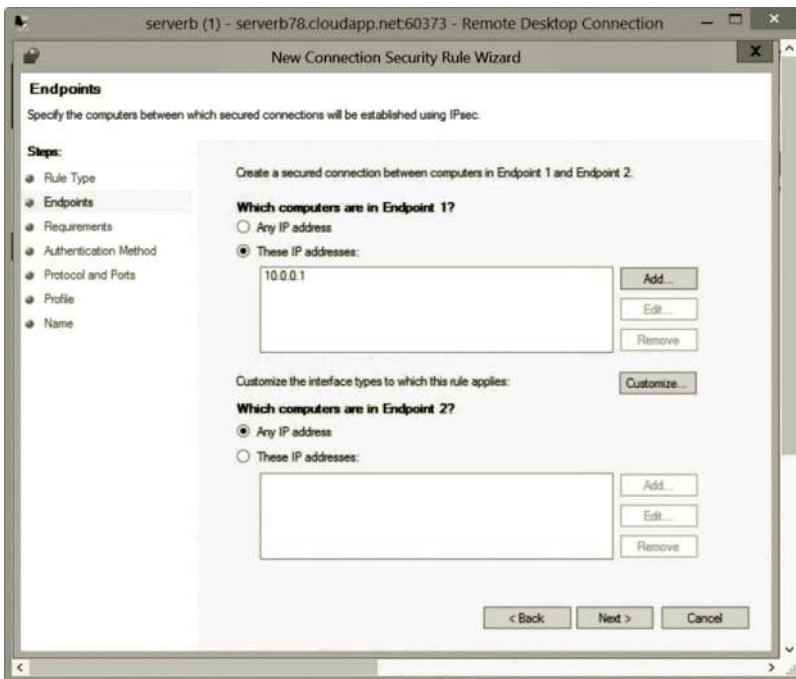 serverb (1) - serverb78.cloudapp.net:60373 - Remote Desktop Connection
New Connection Security Rule Wizard
Endpoints
Specify the computers between which secured connections will be established using IPsec.
Steps:
Rule Type
Endpoints
Requirements
Authentication Method
Protocol and Ports
Profile
Name
Create a secured connection between computers in Endpoint 1 and Endpoint 2.
Which computers are in Endpoint 1?
Any IP address
These IP addresses:
10.0.0.1
Add...
Edit...
Remove
Customize the interface types to which this rule applies:
Customize...
Which computers are in Endpoint 2?
Any IP address
These IP addresses:
Add...
Edit...
Remove
< Back
Next >
Cancel